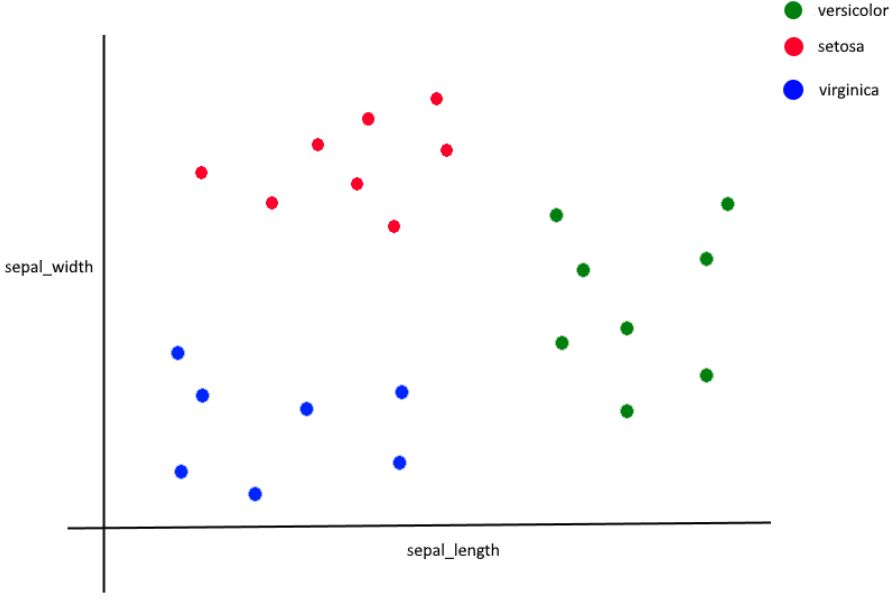 versicolor
setosa
virginica
sepal_width
sepal_length